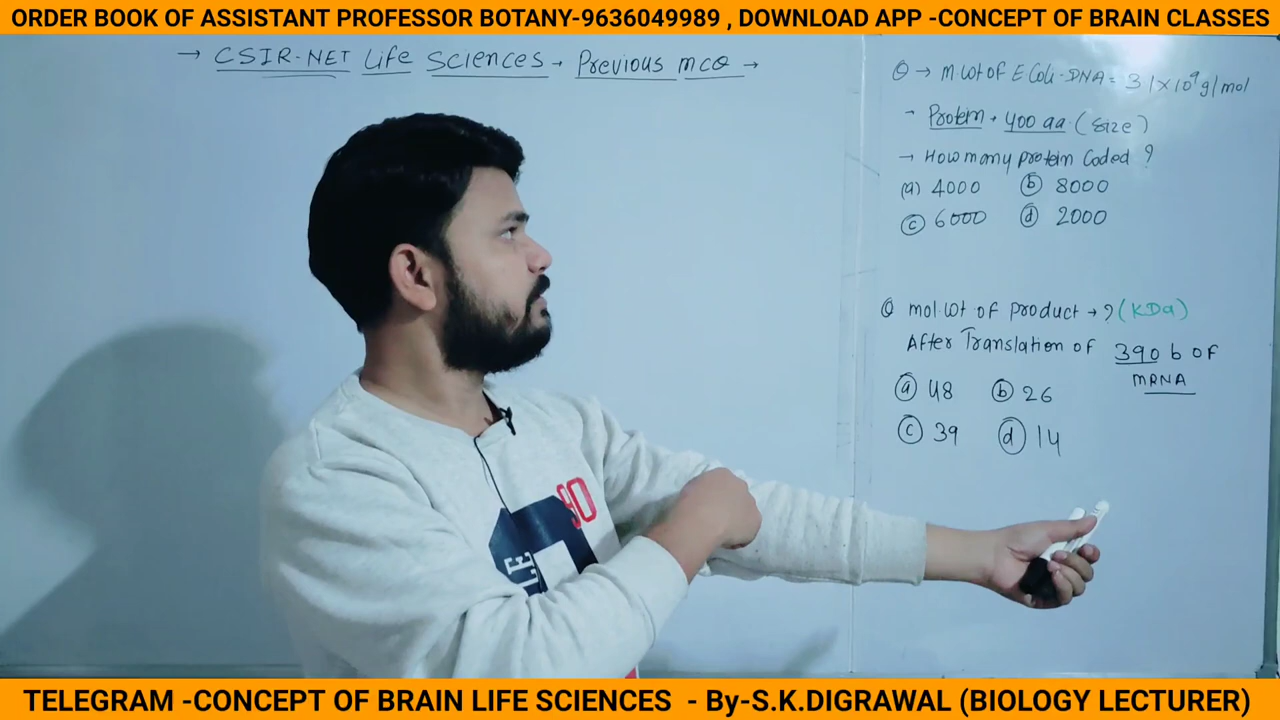 ORDER BOOK OF ASSISTANT PROFESSOR BOTANY-9636049989 , DOWNLOAD APP -CONCEPT OF BRAIN CLASSES
→ CSIR-NET Life Sciences → Previous mcq →
Q → M.wt of E Coli-DNA = 3.1×10⁹ g/mol
- Protein → 400 aa. (Size)
→ How many protein Coded ?
(a) 4000 (b) 8000
(c) 6000 (d) 2000
Q mol.wt of Product → ? (KDa)
After Translation of 390 b of
mRNA
(a) 48 (b) 26
(c) 39 (d) 14
90
LE
TELEGRAM -CONCEPT OF BRAIN LIFE SCIENCES - By-S.K.DIGRAWAL (BIOLOGY LECTURER)